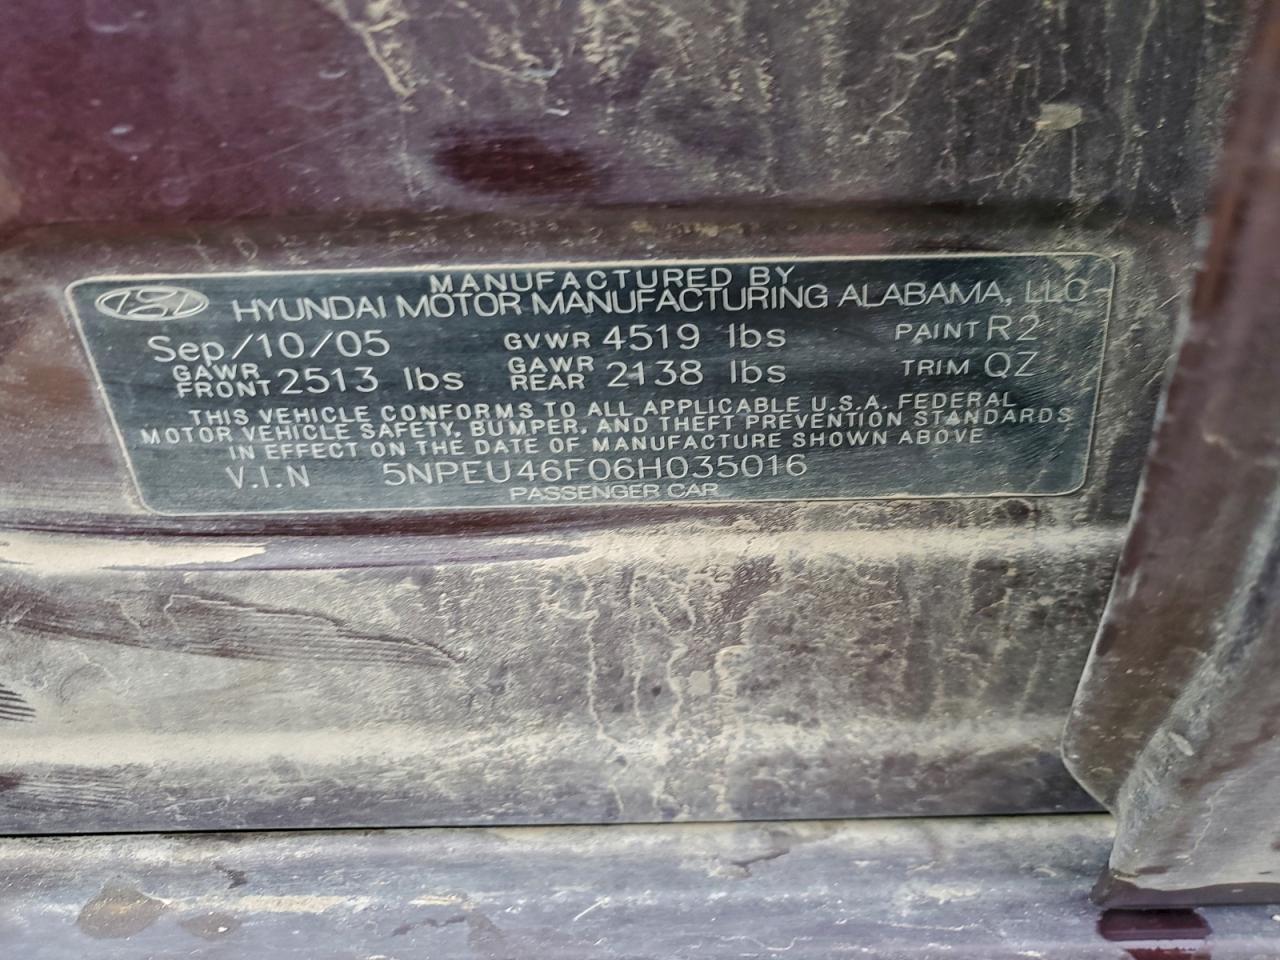 MANUFACTURED BY
HYUNDAI MOTOR MANUFACTURING ALABAMA, LLC
Sep/10/05 GVWR 4519 lbs PAINT R2
GAWR FRONT 2513 lbs GAWR REAR 2138 lbs TRIM QZ
THIS VEHICLE CONFORMS TO ALL APPLICABLE U.S.A. FEDERAL
MOTOR VEHICLE SAFETY, BUMPER, AND THEFT PREVENTION STANDARDS
IN EFFECT ON THE DATE OF MANUFACTURE SHOWN ABOVE
V.I.N 5NPEU46F06H035016
PASSENGER CAR